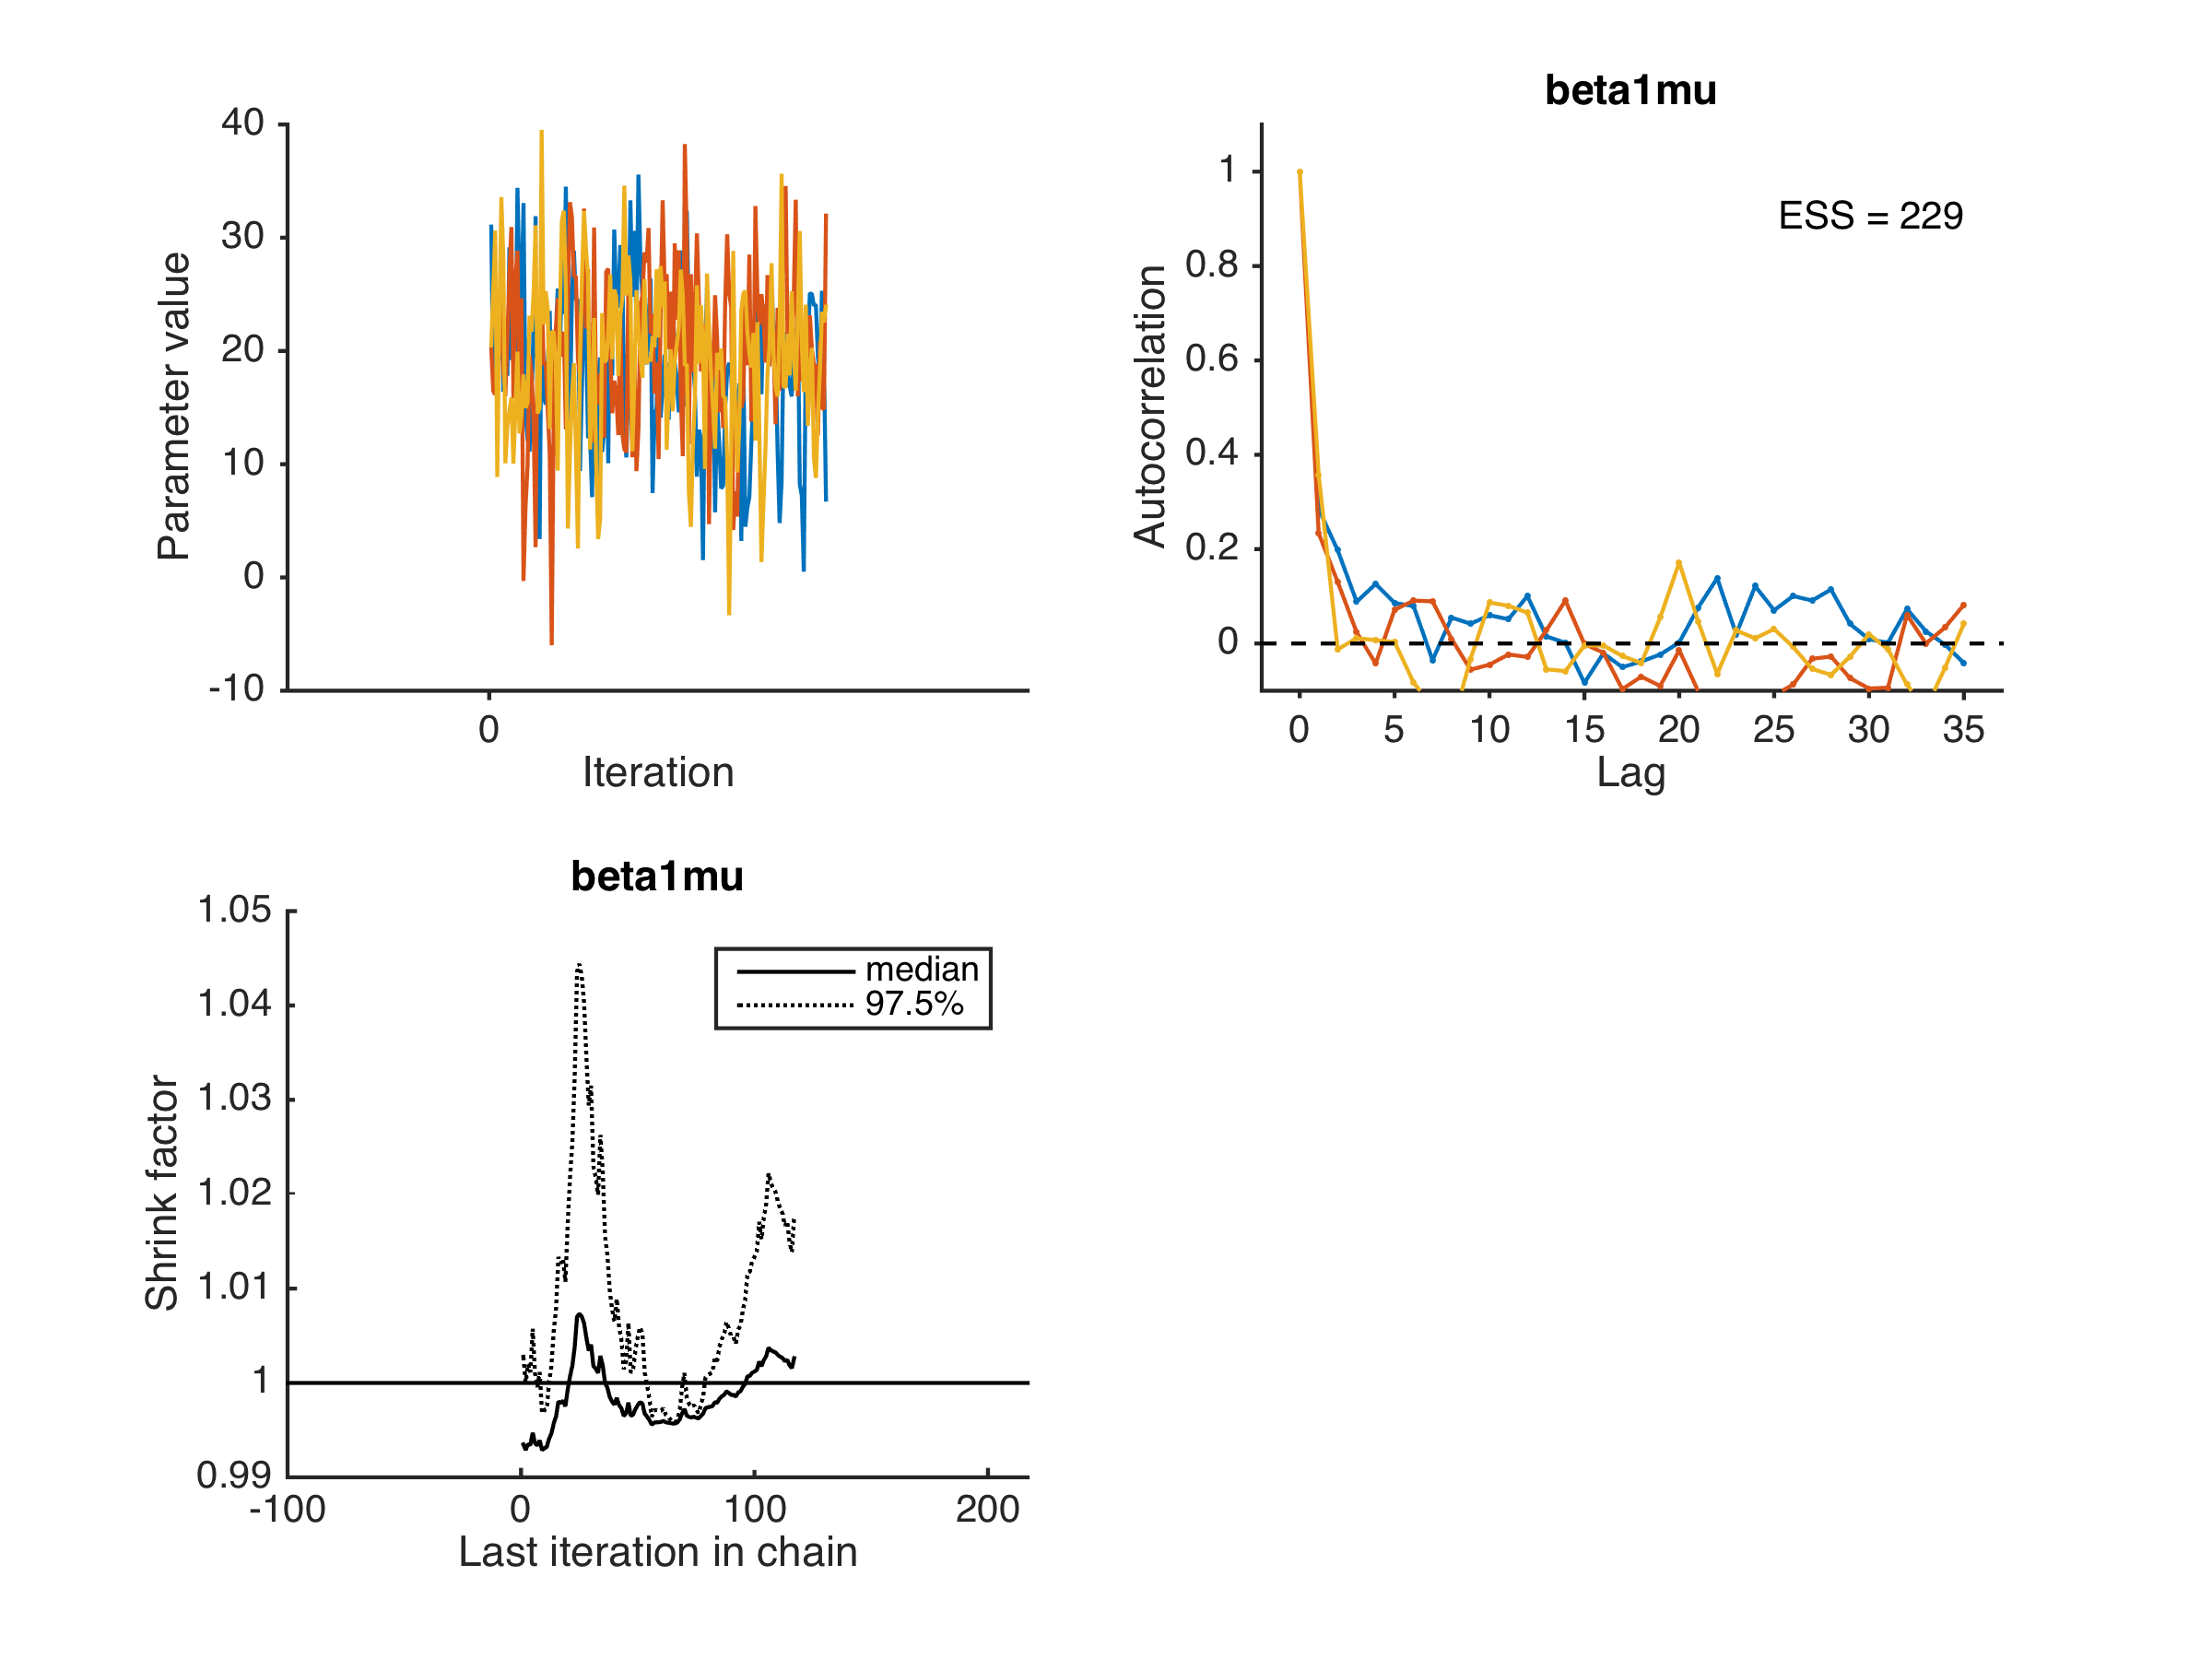 40
30
20
10
0
-10
0
Parameter value
Iteration
beta1mu
1
0.8
0.6
0.4
0.2
0
ESS = 229
Autocorrelation
0 5 10 15 20 25 30 35
Lag
beta1mu
1.05
1.04
1.03
1.02
1.01
1
0.99
median
97.5%
Shrink factor
-100 0 100 200
Last iteration in chain